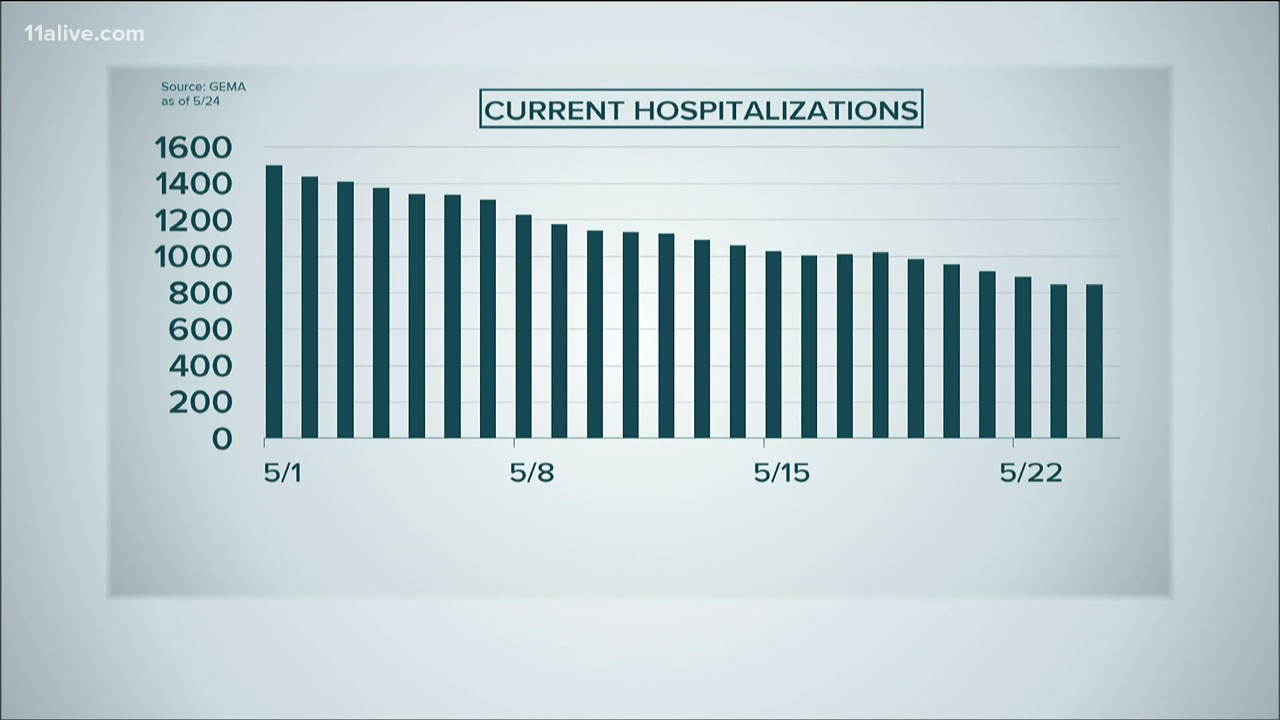 11alive.com
Source: GEMA
as of 5/24
CURRENT HOSPITALIZATIONS
1600
1400
1200
1000
800
600
400
200
0
5/1 5/8 5/15 5/22